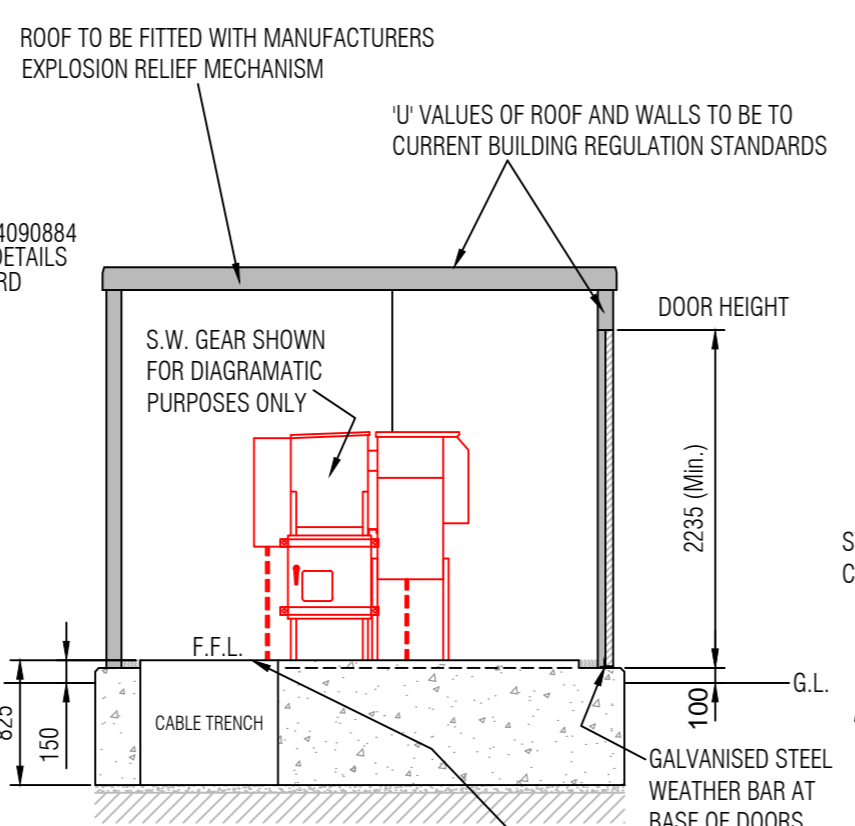 ROOF TO BE FITTED WITH MANUFACTURERS
EXPLOSION RELIEF MECHANISM
'U' VALUES OF ROOF AND WALLS TO BE TO
CURRENT BUILDING REGULATION STANDARDS
4090884
DETAILS
DOOR HEIGHT
S.W. GEAR SHOWN
FOR DIAGRAMATIC
PURPOSES ONLY
2235 (Min.)
F.F.L.
G.L.
825
150
100
CABLE TRENCH
GALVANISED STEEL
WEATHER BAR AT
BASE OF DOORS